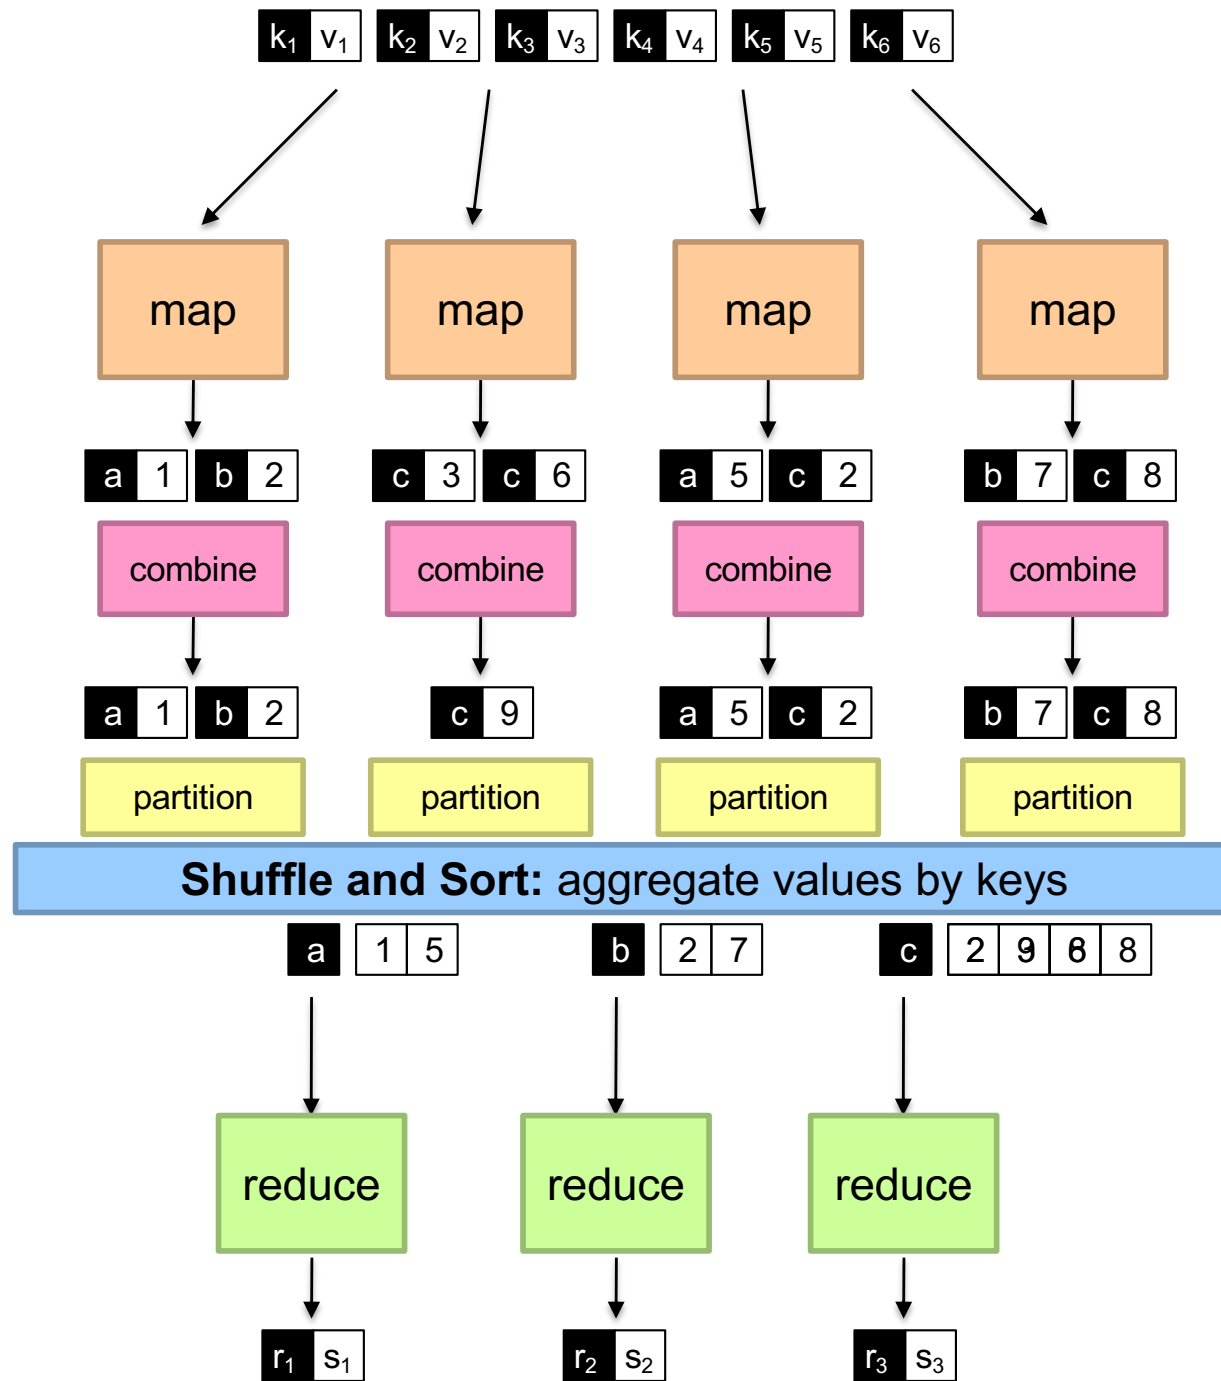 k₁ v₁ k₂ v₂ k₃ v₃ k₄ v₄ k₅ v₅ k₆ v₆
map map map map
a 1 b 2 c 3 c 6 a 5 c 2 b 7 c 8
combine combine combine combine
a 1 b 2 c 9 a 5 c 2 b 7 c 8
partition partition partition partition
Shuffle and Sort: aggregate values by keys
a 1 5 b 2 7 c 2 9 8
reduce reduce reduce
r₁ s₁ r₂ s₂ r₃ s₃